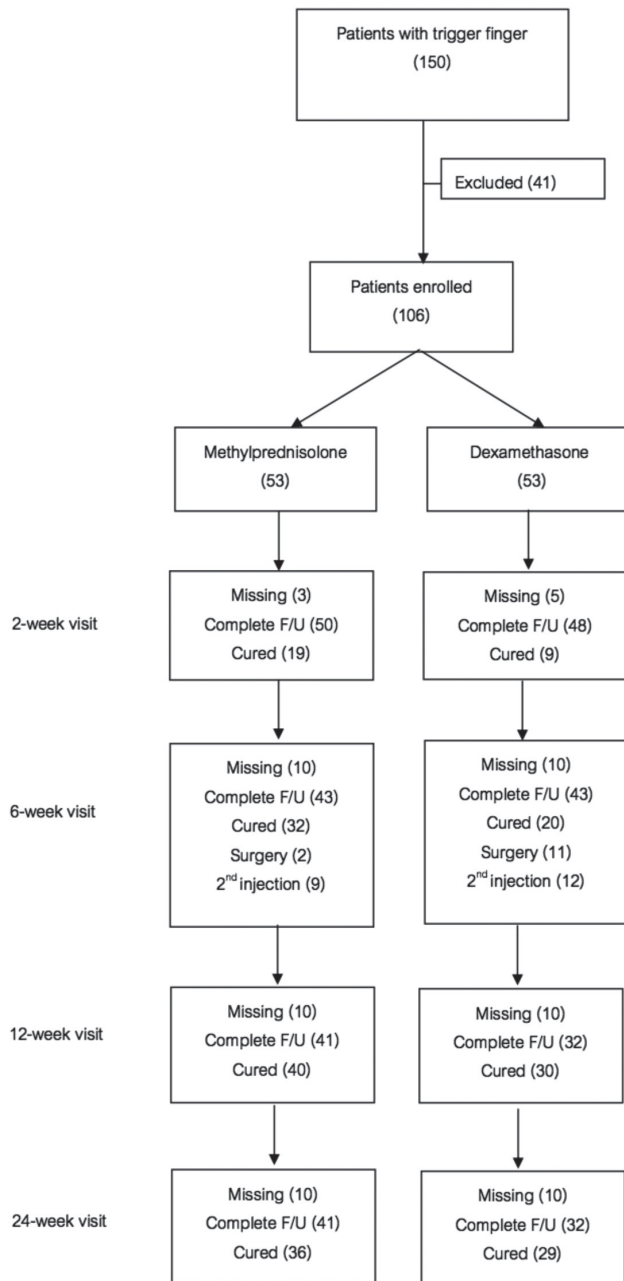 Patients with trigger finger
(150)
Excluded (41)
Patients enrolled
(106)
Methylprednisolone
(53)
Dexamethasone
(53)
2-week visit
Missing (3)
Complete F/U (50)
Cured (19)
Missing (5)
Complete F/U (48)
Cured (9)
6-week visit
Missing (10)
Complete F/U (43)
Cured (32)
Surgery (2)
2nd injection (9)
Missing (10)
Complete F/U (43)
Cured (20)
Surgery (11)
2nd injection (12)
12-week visit
Missing (10)
Complete F/U (41)
Cured (40)
Missing (10)
Complete F/U (32)
Cured (30)
24-week visit
Missing (10)
Complete F/U (41)
Cured (36)
Missing (10)
Complete F/U (32)
Cured (29)